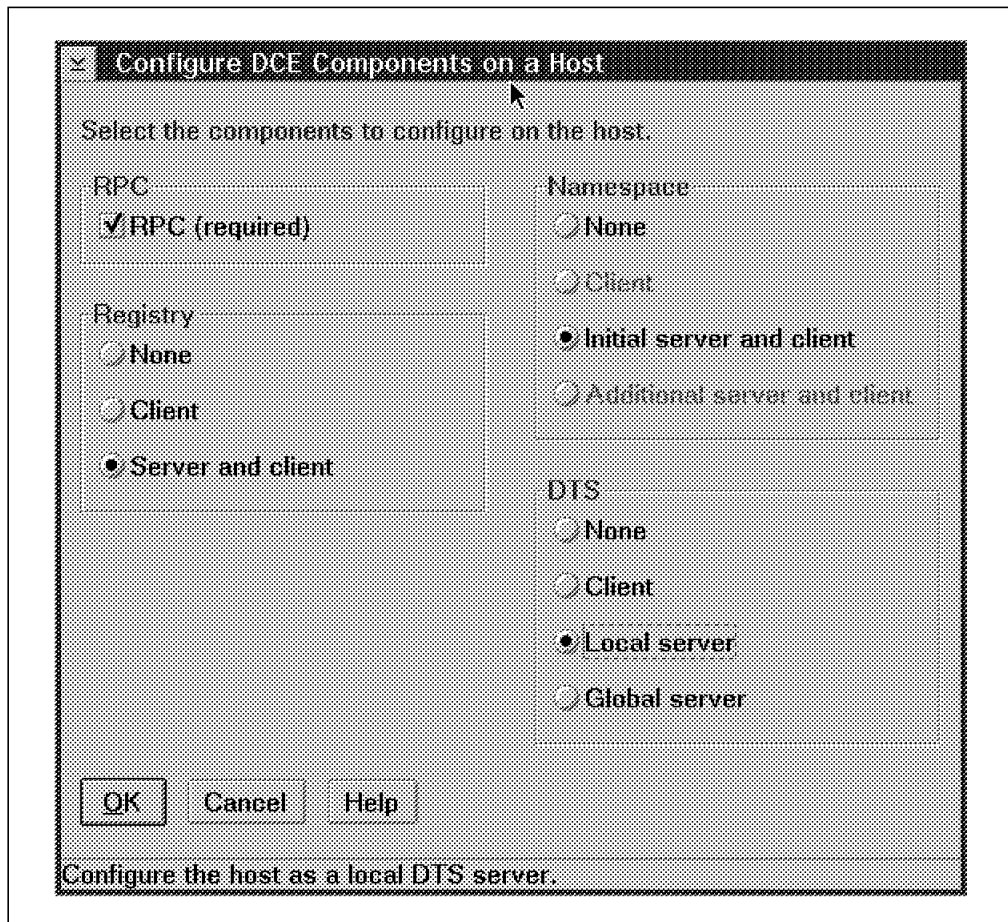 Configure DCE Components on a Host
Select the components to configure on the host.
RPC
RPC (required)
Registry
None
Client
Server and client
Namespace
None
Client
Initial server and client
Additional server and client
DTS
None
Client
Local server
Global server
OK
Cancel
Help
Configure the host as a local DTS server.